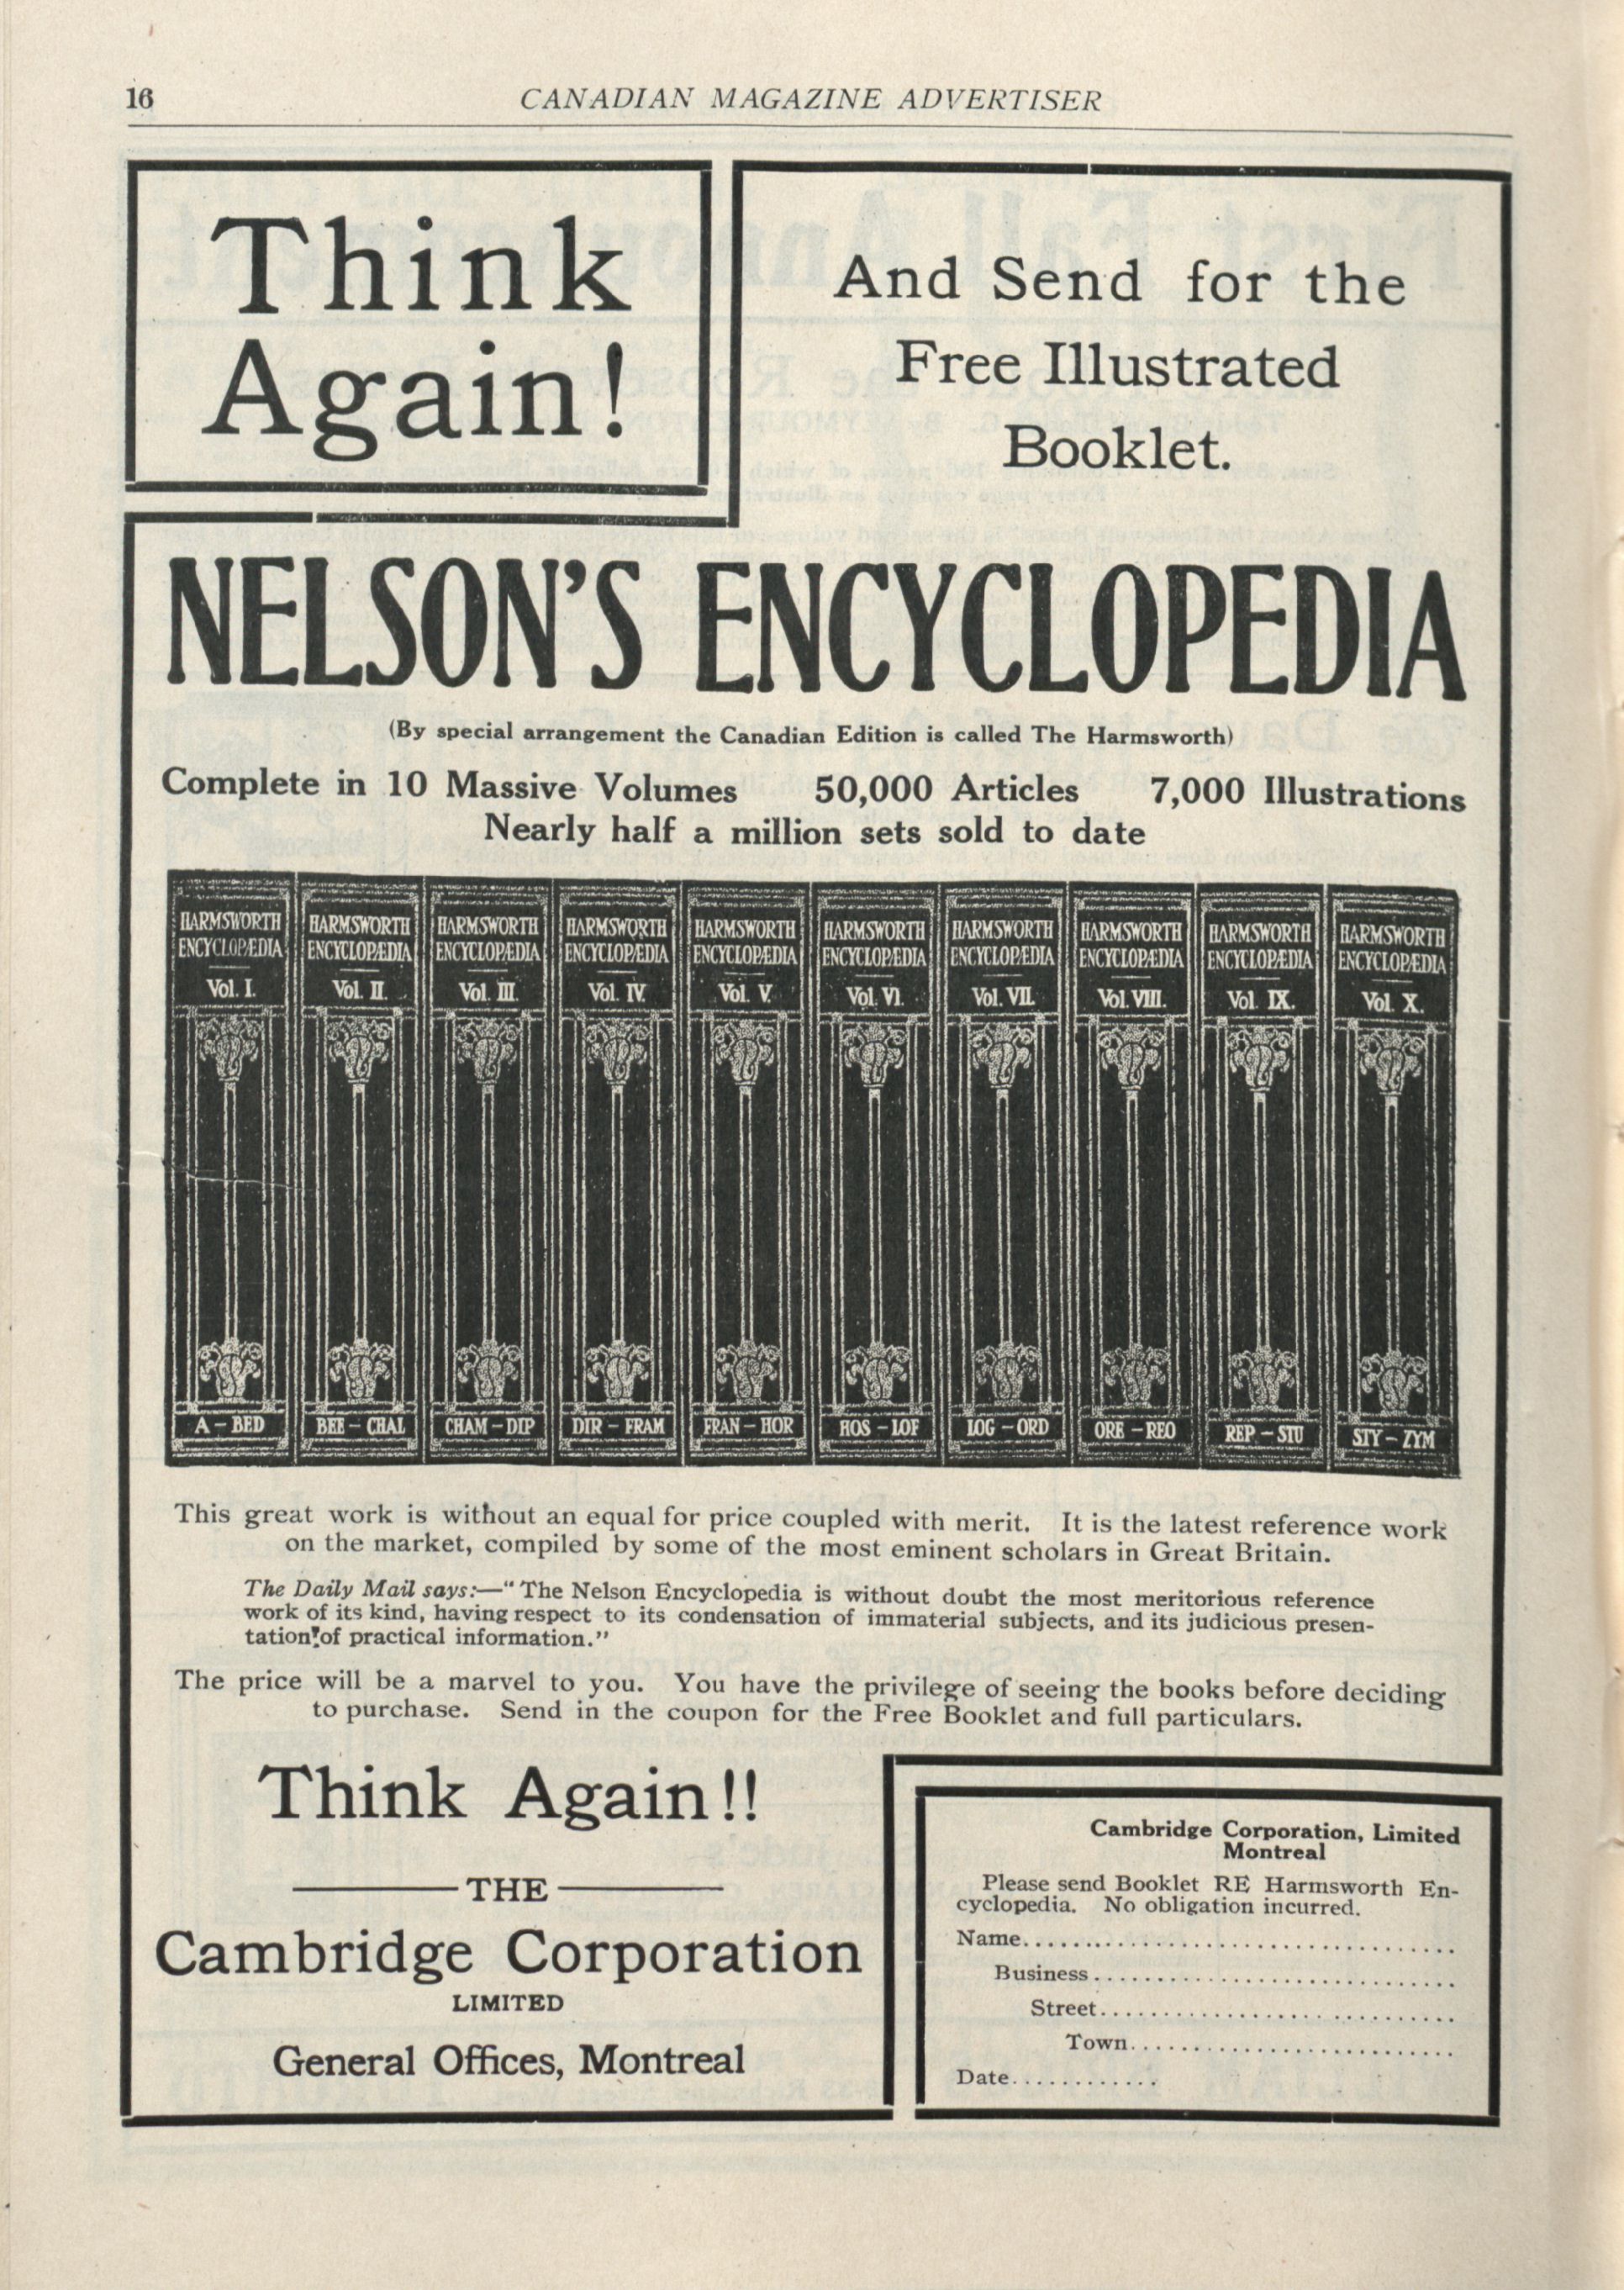 16
CANADIAN MAGAZINE ADVERTISER
Think
Again!
And Send for the
Free Illustrated
Booklet.
NELSON'S ENCYCLOPEDIA
(By special arrangement the Canadian Edition is called The Harmsworth)
Complete in 10 Massive Volumes 50,000 Articles 7,000 Illustrations
Nearly half a million sets sold to date
HARMSWORTH
ENCYCLOPÆDIA
Vol. I.
A - BED
HARMSWORTH
ENCYCLOPÆDIA
Vol. II.
BEE - CHAL
HARMSWORTH
ENCYCLOPÆDIA
Vol. III.
CHAM - DIP
HARMSWORTH
ENCYCLOPÆDIA
Vol. IV.
DIR - FRAM
HARMSWORTH
ENCYCLOPÆDIA
Vol. V.
FRAN - HOR
HARMSWORTH
ENCYCLOPÆDIA
Vol. VI.
HOS - LOF
HARMSWORTH
ENCYCLOPÆDIA
Vol. VII.
LOG - ORD
HARMSWORTH
ENCYCLOPÆDIA
Vol. VIII.
ORE - REO
HARMSWORTH
ENCYCLOPÆDIA
Vol. IX.
REP - STU
HARMSWORTH
ENCYCLOPÆDIA
Vol. X.
STY - ZYM
This great work is without an equal for price coupled with merit. It is the latest reference work
on the market, compiled by some of the most eminent scholars in Great Britain.
The Daily Mail says:—"The Nelson Encyclopedia is without doubt the most meritorious reference
work of its kind, having respect to its condensation of immaterial subjects, and its judicious presen-
tation of practical information."
The price will be a marvel to you. You have the privilege of seeing the books before deciding
to purchase. Send in the coupon for the Free Booklet and full particulars.
Think Again!!
THE
Cambridge Corporation
LIMITED
General Offices, Montreal
Cambridge Corporation, Limited
Montreal
Please send Booklet RE Harmsworth En-
cyclopedia. No obligation incurred.
Name....................................
Business..............................
Street.............................
Town..........................
Date............